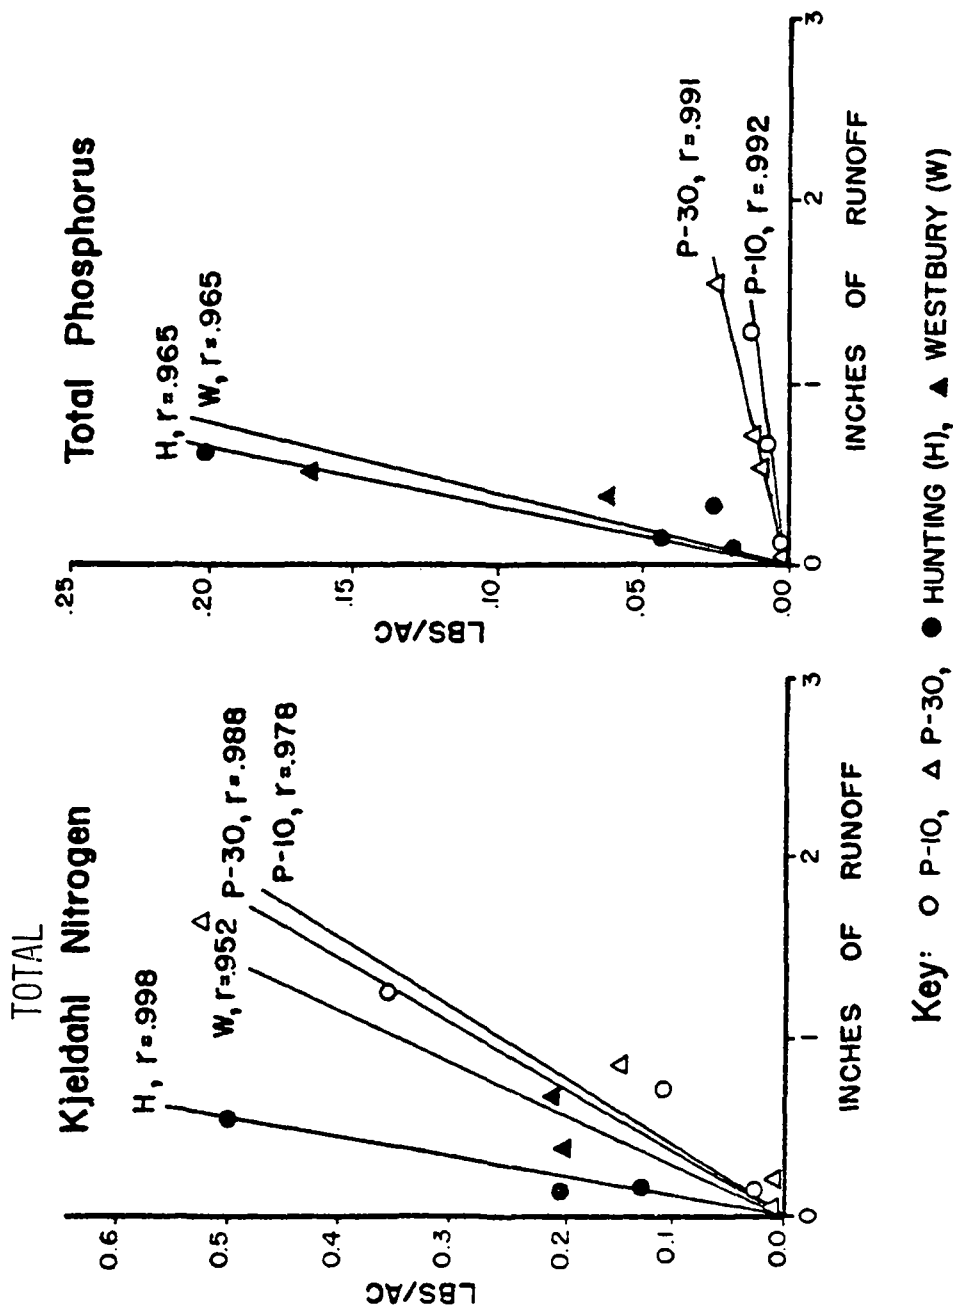 TOTAL
Kjeldahl Nitrogen
H, r=.998
W, r=.952
P-30, r=.988
P-10, r=.978
0.6
0.5
0.4
0.3
0.2
0.1
0.0
LBS/AC
0
1
2
3
INCHES OF RUNOFF
Total Phosphorus
H, r=.965
W, r=.965
P-30, r=.991
P-10, r=.992
.25
.20
.15
.10
.05
.00
LBS/AC
0
1
2
3
INCHES OF RUNOFF
Key: O P-10, Δ P-30, ● HUNTING (H), ▲ WESTBURY (W)